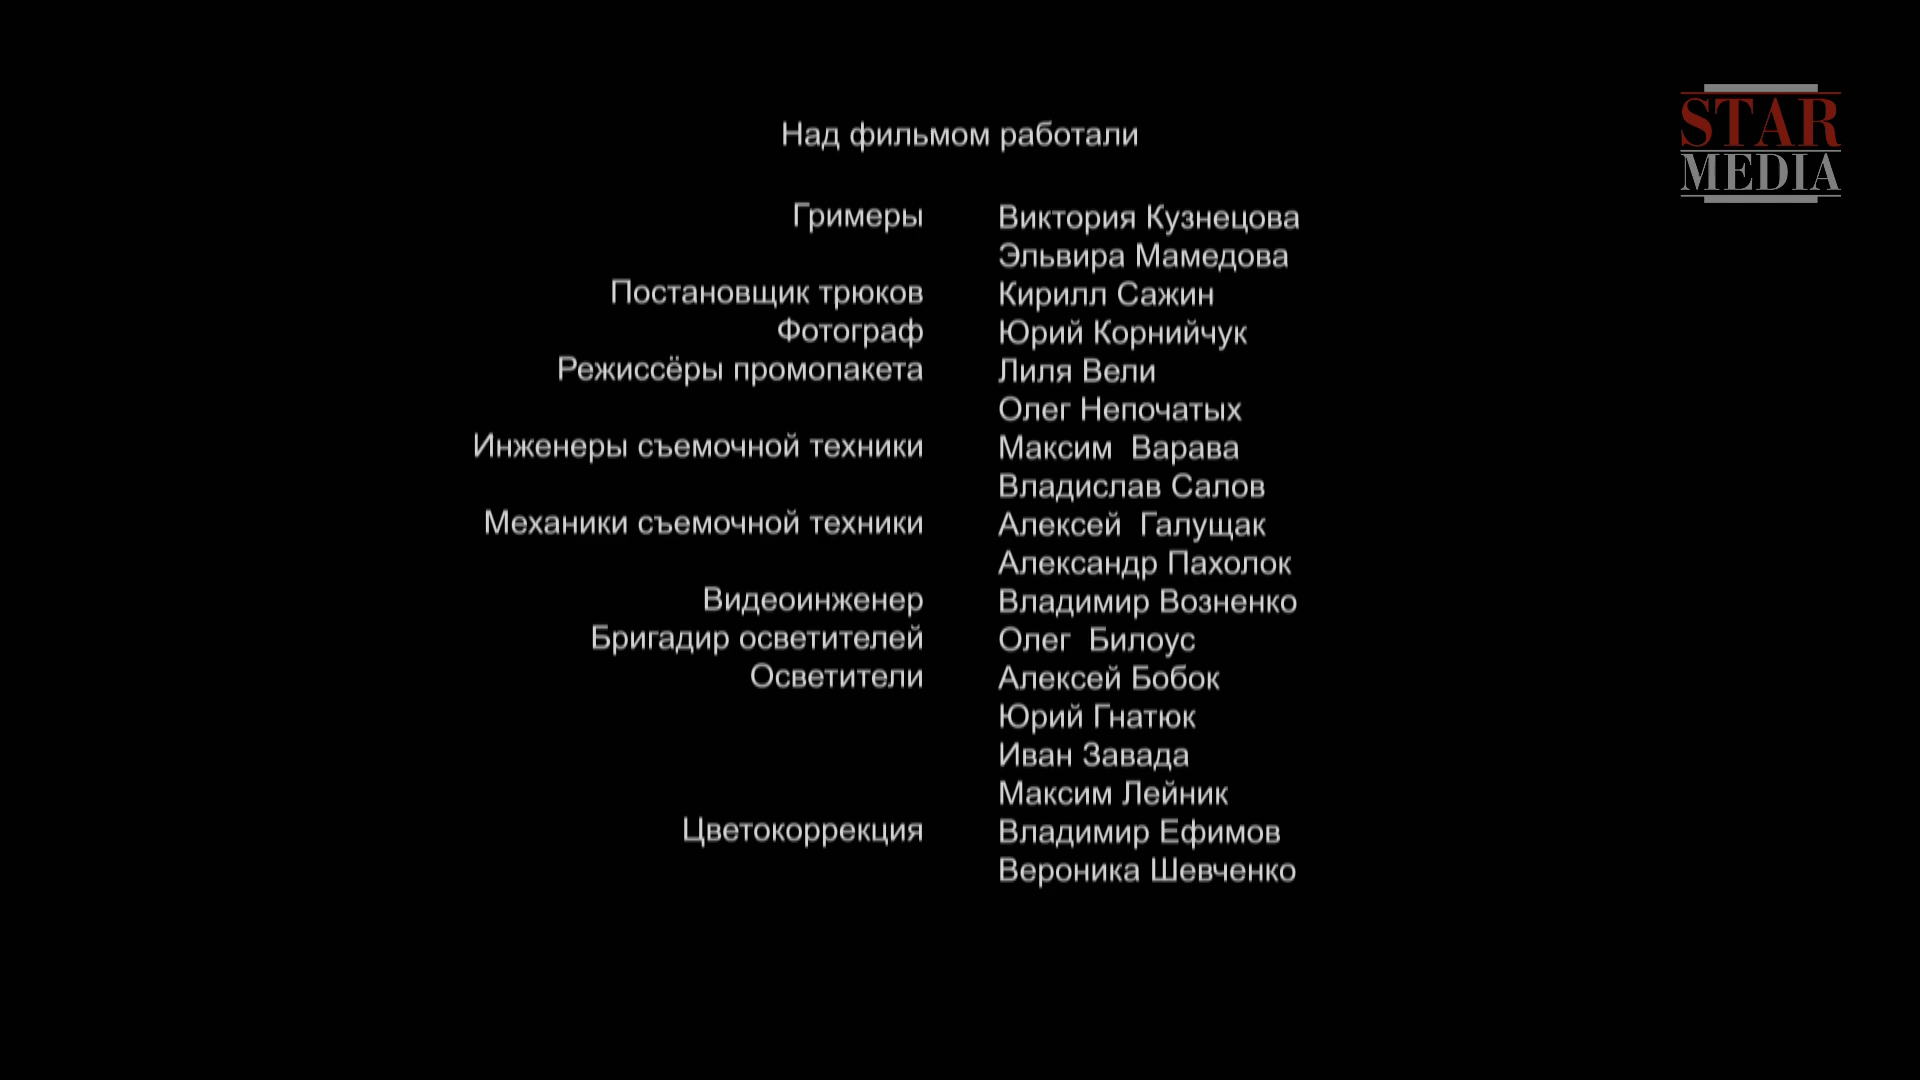 STAR
MEDIA
Над фильмом работали
Гримеры Виктория Кузнецова
Эльвира Мамедова
Постановщик трюков Кирилл Сажин
Фотограф Юрий Корнийчук
Режиссёры промопакета Лиля Вели
Олег Непочатых
Инженеры съемочной техники Максим  Варава
Владислав Салов
Механики съемочной техники Алексей  Галущак
Александр Пахолок
Видеоинженер Владимир Возненко
Бригадир осветителей Олег  Билоус
Осветители Алексей Бобок
Юрий Гнатюк
Иван Завада
Максим Лейник
Цветокоррекция Владимир Ефимов
Вероника Шевченко